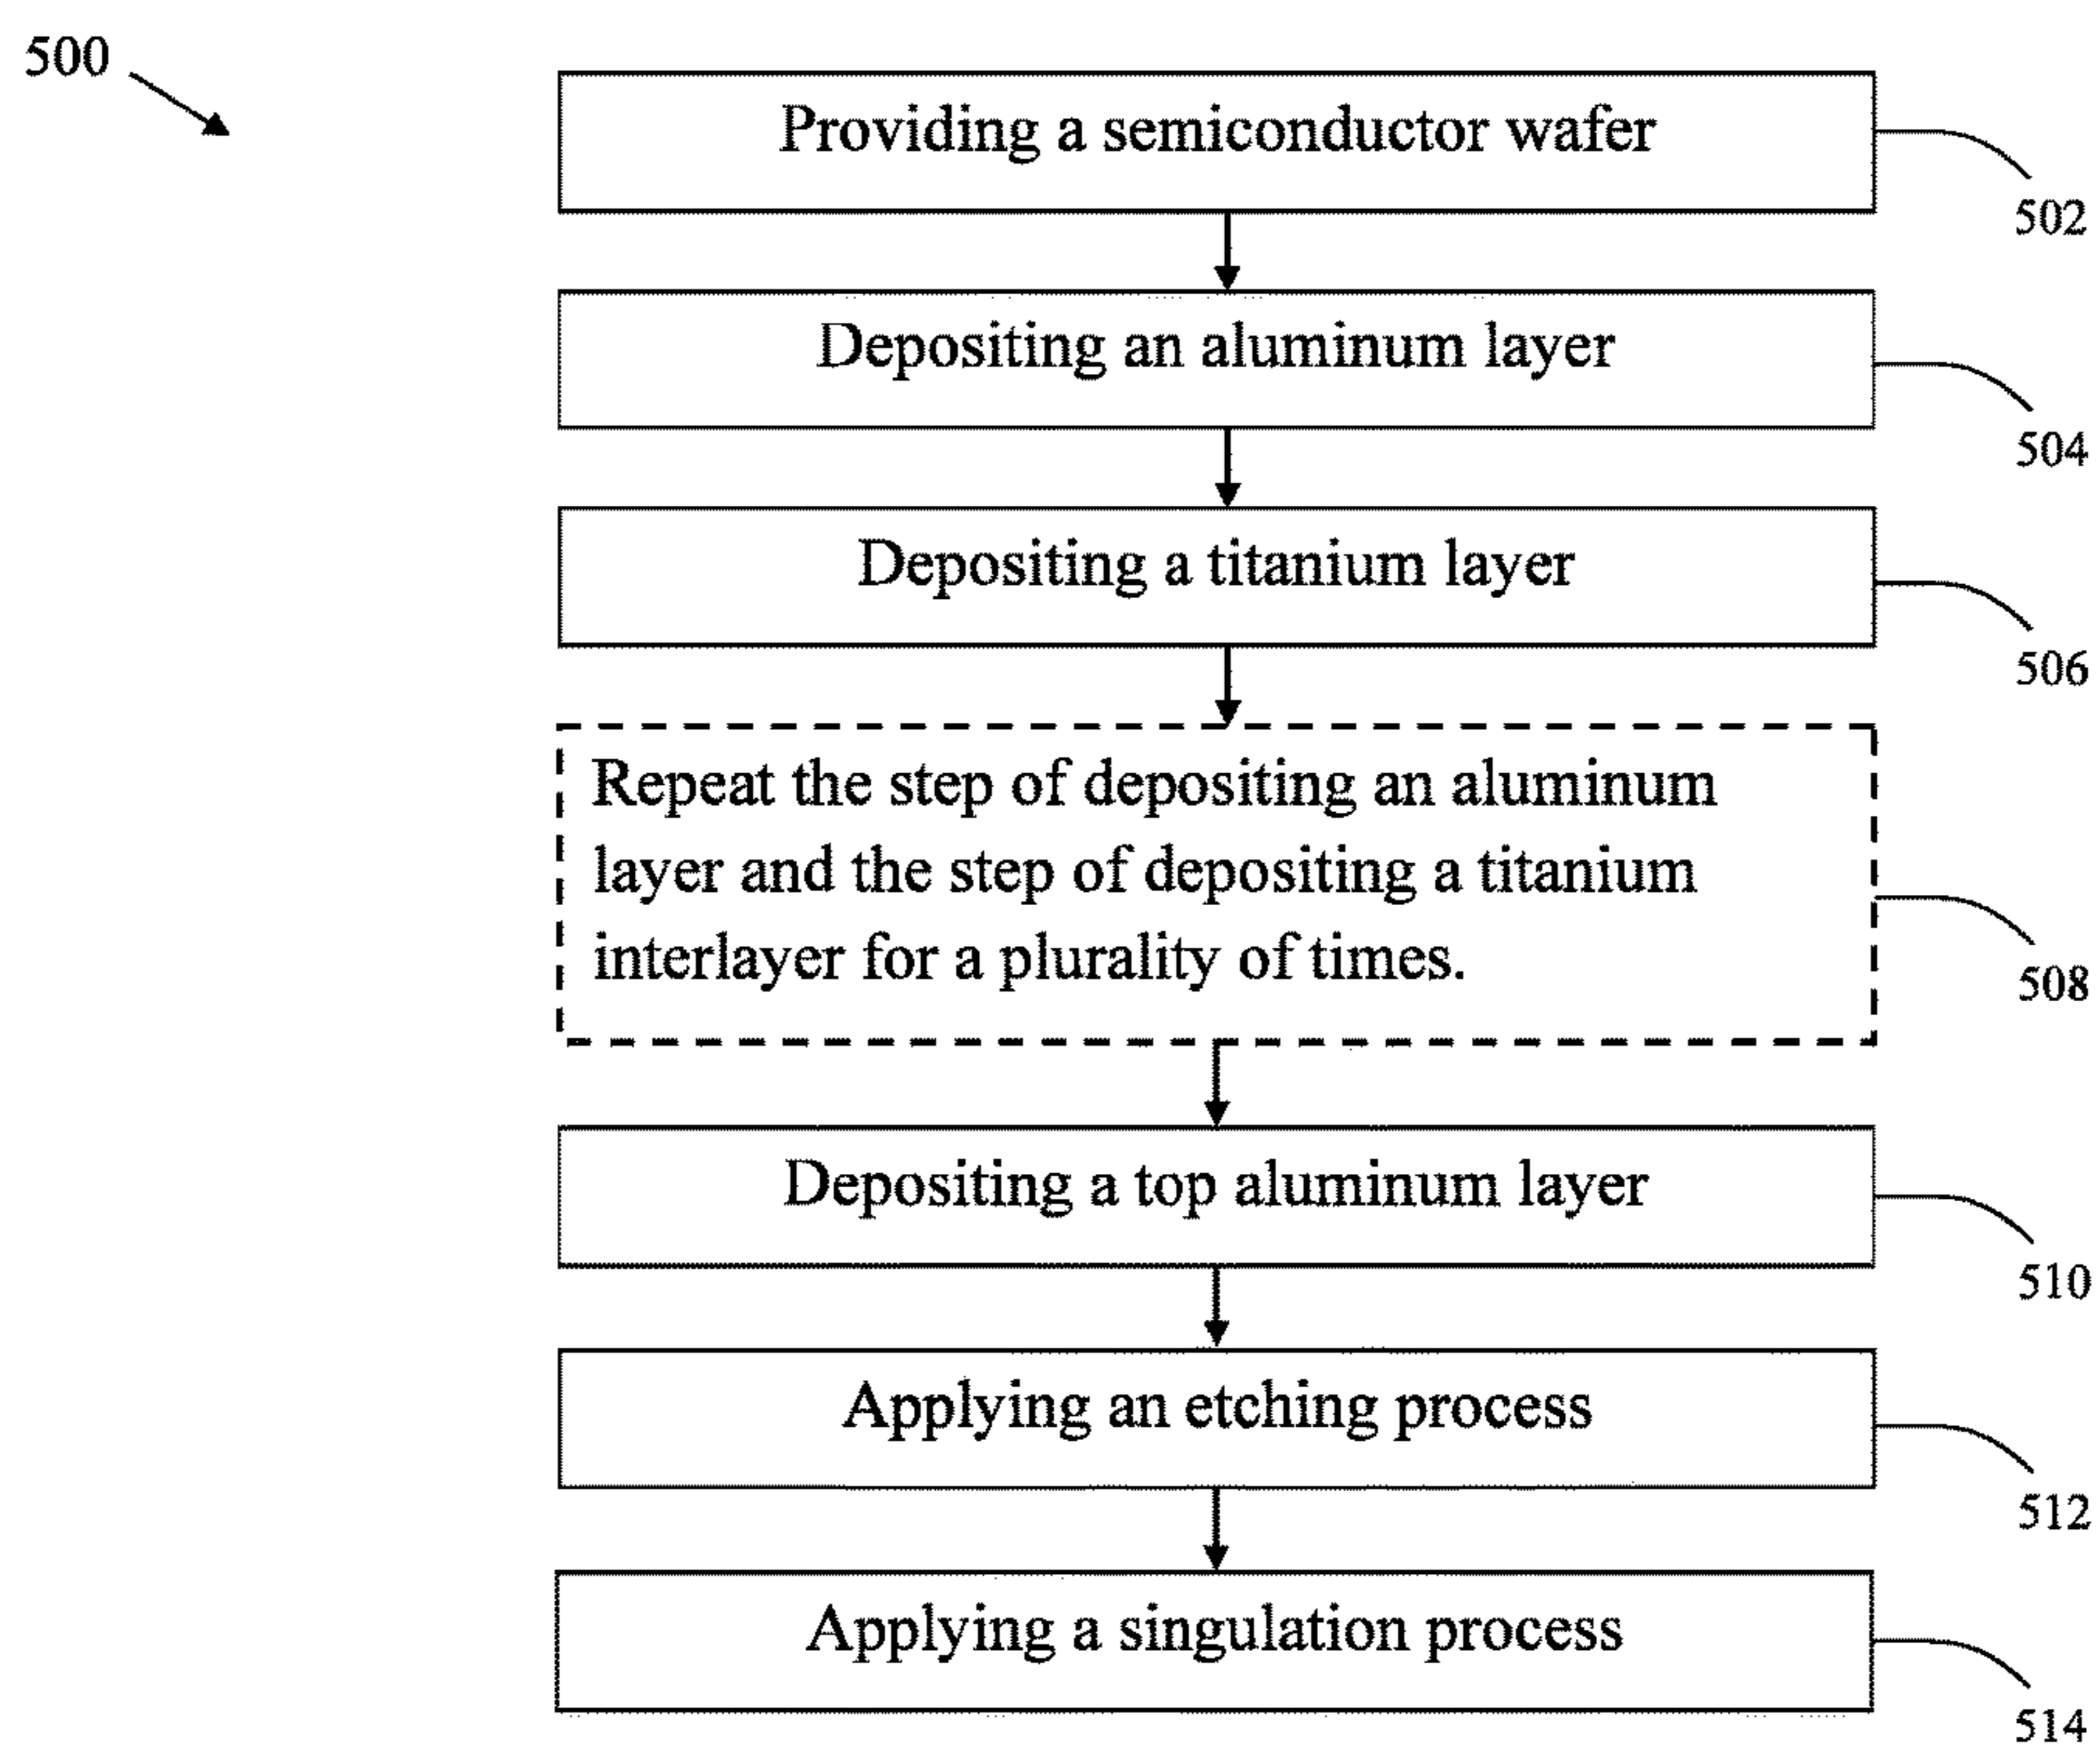 500
Providing a semiconductor wafer
502
Depositing an aluminum layer
504
Depositing a titanium layer
506
Repeat the step of depositing an aluminum
layer and the step of depositing a titanium
interlayer for a plurality of times.
508
Depositing a top aluminum layer
510
Applying an etching process
512
Applying a singulation process
514